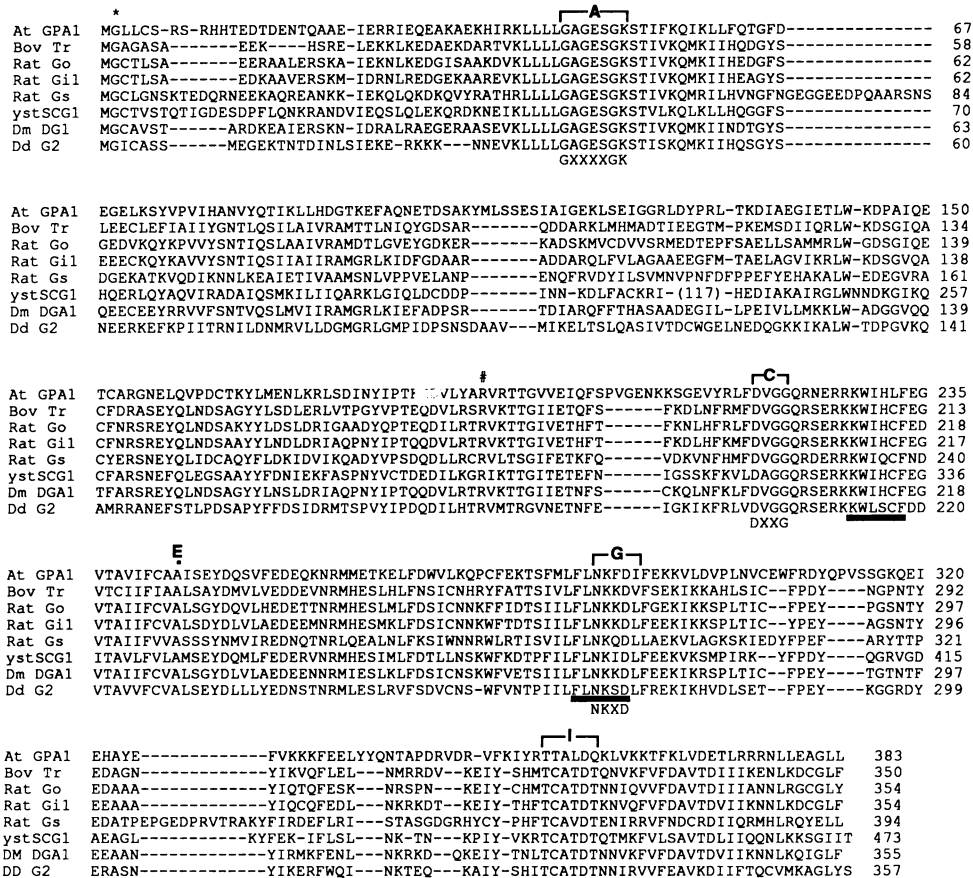 * A
At GPA1 MGLLCS-RS-RHHTEDTDENTQAAE-IERRIEQEAKAEKHIRKLLLLGAGESGKSTIFKQIKLLFQTGFD--------------- 67
Bov Tr MGAGASA------EEK----HSRE-LEKKLKEDAEKDARTVKLLLLGAGESGKSTIVKQMKIIHQDGYS--------------- 58
Rat Go MGCTLSA------EERAALERSKA-IEKNLKEDGISAAKDVKLLLLGAGESGKSTIVKQMKIIHEDGFS--------------- 62
Rat Gi1 MGCTLSA------EDKAAVERSKM-IDRNLREDGEKAAREVKLLLLGAGESGKSTIVKQMKIIHEAGYS--------------- 62
Rat Gs MGCLGNSKTEDQRNEEKAQREANKK-IEKQLQKDKQVYRATHRLLLLGAGESGKSTIVKQMRILHVNGFNGEGGEEDPQAARSNS 84
ystSCG1 MGCTVSTQTIGDESDPFLQNKRANDVIEQSLQLEKQRDKNEIKLLLLGAGESGKSTVLKQLKLLHQGGFS--------------- 70
Dm DG1 MGCAVST------ARDKEAIERSKN-IDRALRAEGERAASEVKLLLLGAGESGKSTIVKQMKIINDTGYS--------------- 63
Dd G2 MGICASS------MEGEKTNTDINLSIEKE-RKKK----NNEVKLLLLGAGESGKSTIVKQMKIIHQSGYS--------------- 60
GXXXXGK
At GPA1 EGELKSYVPVIHANVYQTIKLLHDGTKEFAQNETDSAKYMLSSESIAIGEKLSEIGGRLDYPRL-TKDIAEGIETLW-KDPAIQE 150
Bov Tr LEECLEFIAIIYGNTLQSILAIVRAMTTLNIQYGDSAR-------QDDARKLMHMADTIEEGTM-PKEMSDIIQRLW-KDSGIQA 134
Rat Go GEDVKQYKPVVYSNTIQSLAAIVRAMDTLGVEYGDKER-------KADSKMVCDVVSRMEDTEPFSAELLSAMMRLW-GDSGIQE 139
Rat Gi1 EEECKQYKAVVYSNTIQSIIAIIRAMGRLKIDFGDAAR-------ADDARQLFVLAGAAEEGFM-TAELAGVIKRLW-KDSGVQA 138
Rat Gs DGEKATKVQDIKNNLKEAIETIVAAMSNLVPPVELANP-------ENQFRVDYILSVMNVPNFDFPPEFYEHAKALW-EDEGVRA 161
ystSCG1 HQERLQYAQVIRADAIQSMKILIIQARKLGIQLDCDDP------INN-KDLFACKRI-(117)-HEDIAKAIRGLWNNDKGIKQ 257
Dm DGA1 QEECEEYRRVVFSNTVQSLMVIIRAMGRLKIEFADPSR-------TDIARQFFTHASAADEGIL-LPEIVLLMKKLW-ADGGVQQ 139
Dd G2 NEERKEFKPIITRNILDNMRVLLDGMGRLGMPIDPSNSDAAV---MIKELTSLQASIVTDCWGELNEDQGKKIKALW-TDPGVKQ 141
# C
At GPA1 TCARGNELQVPDCTKYLMENLKRLSDINYIPTK VLYARVRTTGVVEIQFSPVGENKKSGEVYRLFDVGGQRNERRKWIHLFEG 235
Bov Tr CFDRASEYQLNDSAGYYLSDLERLVTPGYVPTEQDVLRSRVKTTGIIETQFS------FKDLNFRMFDVGGQRSERKKWIHCFEG 213
Rat Go CFNRSREYQLNDSAKYYLDSLDRIGAADYQPTEQDILRTRVKTTGIVETHFT------FKNLHFRLFDVGGQRSERKKWIHCFED 218
Rat Gi1 CFNRSREYQLNDSAAYYLNDLDRIAQPNYIPTQQDVLRTRVKTTGIVETHFT------FKDLHFKMFDVGGQRSERKKWIHCFEG 217
Rat Gs CYERSNEYQLIDCAQYFLDKIDVIKQADYVPSDQDLLRCRVLTSGIFETKFQ------VDKVNFHMFDVGGQRDERRKWIQCFND 240
ystSCG1 CFARSNEFQLEGSAAYYFDNIEKFASPNYVCTDEDILKGRIKTTGITETEFN------IGSSKFKVLDAGGQRSERKKWIHCFEG 336
Dm DGA1 TFARSREYQLNDSAGYYLNSLDRIAQPNYIPTQQDVLRTRVKTTGIIETNFS------CKQLNFKLFDVGGQRSERKKWIHCFEG 218
Dd G2 AMRRANEFSTLPDSAPYFFDSIDRMTSPVYIPDQDILHTRVMTRGVNETNFE------IGKIKFRLVDVGGQRSERKKWLSCFDD 220
DXXG
E G
At GPA1 VTAVIFCAAISEYDQSVFEDEQKNRMMETKELFDWVLKQPCFEKTSFMLFLNKFDIFEKKVLDVPLNVCEWFRDYQPVSSGKQEI 320
Bov Tr VTCIIFIAALSAYDMVLVEDDEVNRMHESLHLFNSICNHRYFATTSIVLFLNKKDVFSEKIKKAHLSIC--FPDY----NGPNTY 292
Rat Go VTAIIFCVALSGYDQVLHEDETTNRMHESLMLFDSICNNKFFIDTSIILFLNKKDLFGEKIKKSPLTIC--FPEY----PGSNTY 297
Rat Gi1 VTAIIFCVALSDYDLVLAEDEEMNRMHESMKLFDSICNNKWFTDTSIILFLNKKDLFEEKIKKSPLTIC--YPEY----AGSNTY 296
Rat Gs VTAIIFVVASSSYNMVIREDNQTNRLQEALNLFKSIWNNRWLRTISVILFLNKQDLLAEKVLAGKSKIEDYFPEF----ARYTTP 321
ystSCG1 ITAVLFVLAMSEYDQMLFEDERVNRMHESIMLFDTLLNSKWFKDTPFILFLNKIDLFEEKVKSMPIRK---YFPDY----QGRVGD 415
Dm DGA1 VTAIIFCVALSGYDLVLAEDEEMNRMIESLKLFDSICNSKWFVETSIILFLNKKDLFEEKIKRSPLTIC--FPEY----TGTNTF 297
Dd G2 VTAVVFCVALSEYDLLLYEDNSTNRMLESLRVFSDVCNS-WFVNTPIILFLNKSDLFREKIKHVDLSET--FPEY----KGGRDY 299
NKXD
I
At GPA1 EHAYE-------------FVKKKFEELYYQNTAPDRVDR-VFKIYRTTALDQKLVKKTFKLVDETLRRRNLLEAGLL 383
Bov Tr EDAGN-------------YIKVQFLEL--NMRRDV--KEIY-SHMTCATDTQNVKFVFDAVTDIIIKENLKDCGLF 350
Rat Go EDAAA-------------YIQTQFESK--NRSPN---KEIY-CHMTCATDTNNIQVVFDAVTDIIIANNLRGCGLY 354
Rat Gi1 EEAAA-------------YIQCQFEDL--NKRKDT--KEIY-THFTCATDTKNVQFVFDAVTDVIIKNNLKDCGLF 354
Rat Gs EDATPEPGEDPRVTRAKYFIRDEFLRI--STASGDGRHYCY-PHFTCAVDTENIRRVFNDCRDIIQRMHLRQYELL 394
ystSCG1 AEAGL----------KYFEK-IFLSL---NK-TN---KPIY-VKRTCATDTQTMKFVLSAVTDLIIQQNLKKSGIIT 473
DM DGA1 EEAAN-------------YIRMKFENL--NKRKD--QKEIY-TNLTCATDTNNVKFVFDAVTDVIIKNNLKQIGLF 355
DD G2 ERASN-------------YIKERFWQI---NKTEQ---KAIY-SHITCATDTNNIRVVFEAVKDIIFTQCVMKAGLYS 357